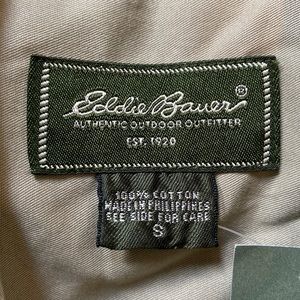 Eddie Bauer®
AUTHENTIC OUTDOOR OUTFITTER
EST. 1920
100% COTTON
MADE IN PHILIPPINES
SEE SIDE FOR CARE
S